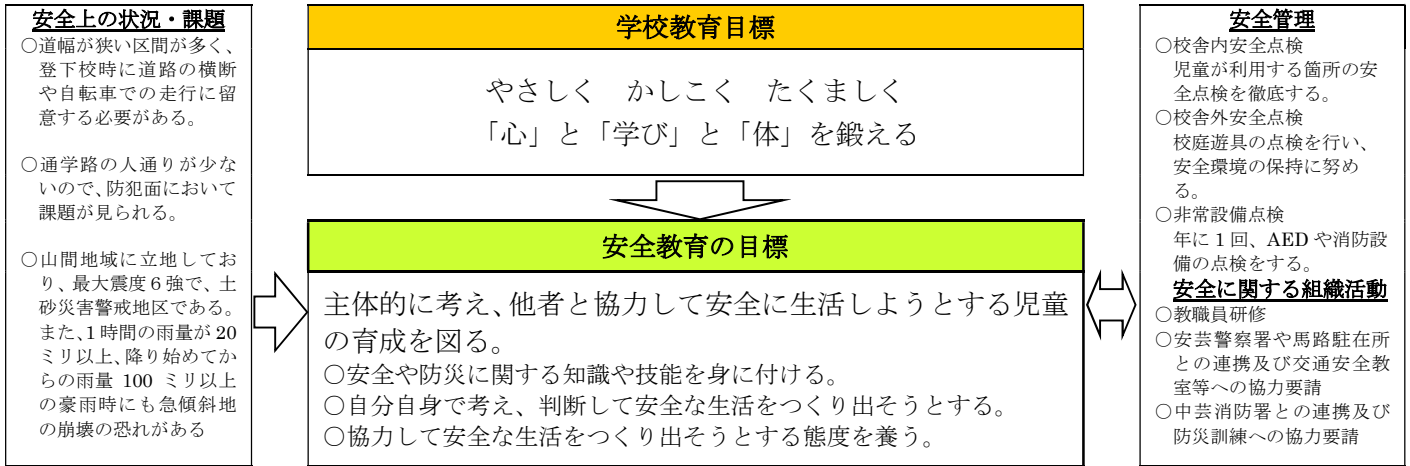 安全上の状況・課題
○道幅が狭い区間が多く、
登下校時に道路の横断
や自転車での走行に留
意する必要がある。
○通学路の人通りが少な
いので、防犯面において
課題が見られる。
○山間地域に立地してお
り、最大震度６強で、土
砂災害警戒地区である。
また、1時間の雨量が 20
ミリ以上、降り始めてか
らの雨量 100 ミリ以上
の豪雨時にも急傾斜地
の崩壊の恐れがある
学校教育目標
やさしく　かしこく　たくましく
「心」と「学び」と「体」を鍛える
安全教育の目標
主体的に考え、他者と協力して安全に生活しようとする児童
の育成を図る。
○安全や防災に関する知識や技能を身に付ける。
○自分自身で考え、判断して安全な生活をつくり出そうとする。
○協力して安全な生活をつくり出そうとする態度を養う。
安全管理
○校舎内安全点検
児童が利用する箇所の安
全点検を徹底する。
○校舎外安全点検
校庭遊具の点検を行い、
安全環境の保持に努め
る。
○非常設備点検
年に１回、AED や消防設
備の点検をする。
安全に関する組織活動
○教職員研修
○安芸警察署や馬路駐在所
との連携及び交通安全教
室等への協力要請
○中芸消防署との連携及び
防災訓練への協力要請